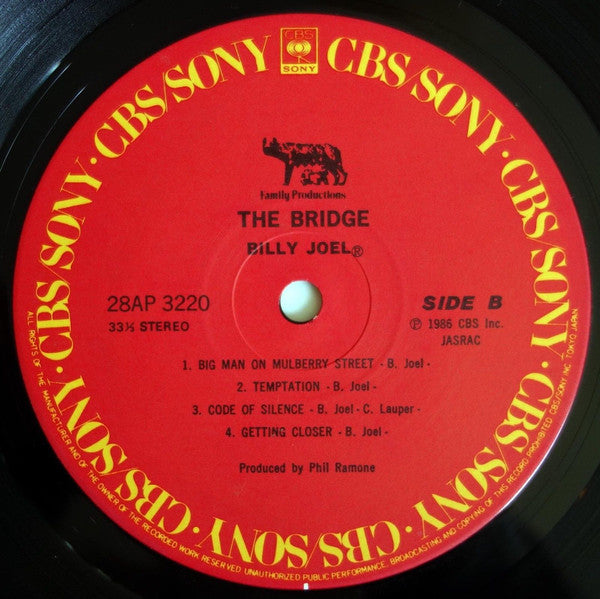 CBS
SONY
CBS/SONY · CBS/SONY · CBS/SONY · CBS/SONY · CBS/SONY · CBS/SONY · CBS/SONY · CBS/SONY
Family Productions
THE BRIDGE
BILLY JOEL®
28AP 3220
33⅓ STEREO
SIDE B
℗ 1986 CBS Inc.
JASRAC
1. BIG MAN ON MULBERRY STREET - B. Joel -
2. TEMPTATION - B. Joel -
3. CODE OF SILENCE - B. Joel - C. Lauper -
4. GETTING CLOSER - B. Joel -
Produced by Phil Ramone
ALL RIGHTS OF THE MANUFACTURER AND OF THE OWNER OF THE RECORDED WORK RESERVED UNAUTHORIZED PUBLIC PERFORMANCE, BROADCASTING AND COPYING OF THIS RECORD PROHIBITED CBS/SONY INC. TOKYO JAPAN